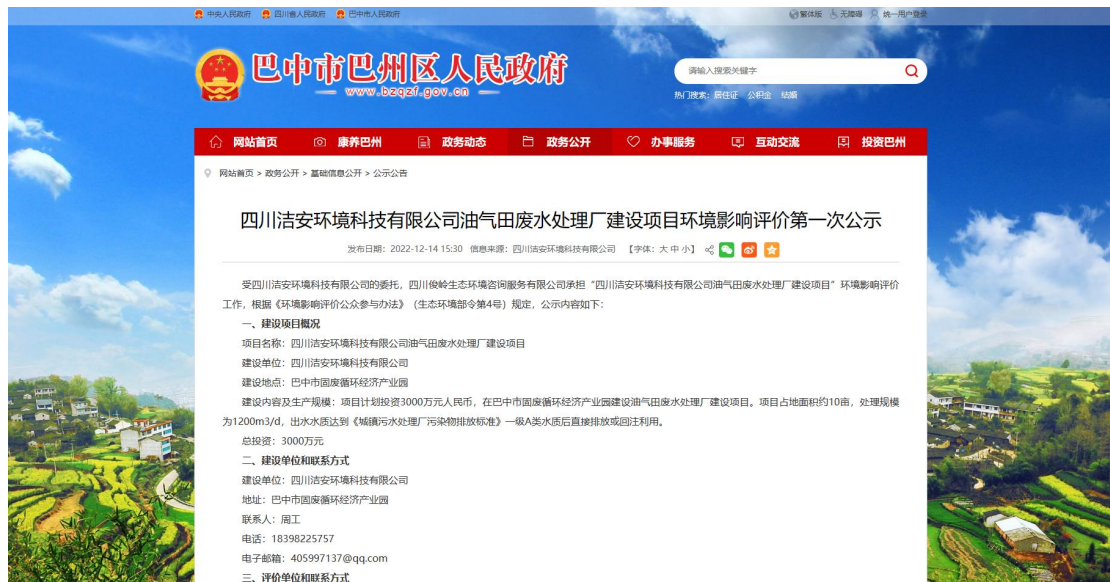 中央人民政府 四川省人民政府 巴中市人民政府 繁体版 无障碍 统一用户登录
巴中市巴州区人民政府
www.bzqzf.gov.cn
请输入搜索关键字
热门搜索：居住证 公积金 结婚
网站首页 康养巴州 政务动态 政务公开 办事服务 互动交流 投资巴州
网站首页 > 政务公开 > 基础信息公开 > 公示公告
四川洁安环境科技有限公司油气田废水处理厂建设项目环境影响评价第一次公示
发布日期：2022-12-14 15:30 信息来源：四川洁安环境科技有限公司 【字体：大 中 小】
受四川洁安环境科技有限公司的委托，四川俊岭生态环境咨询服务有限公司承担“四川洁安环境科技有限公司油气田废水处理厂建设项目”环境影响评价
工作，根据《环境影响评价公众参与办法》（生态环境部令第4号）规定，公示内容如下：
一、建设项目概况
项目名称：四川洁安环境科技有限公司油气田废水处理厂建设项目
建设单位：四川洁安环境科技有限公司
建设地点：巴中市固废循环经济产业园
建设内容及生产规模：项目计划投资3000万元人民币，在巴中市固废循环经济产业园建设油气田废水处理厂建设项目。项目占地面积约10亩，处理规模
为1200m3/d，出水水质达到《城镇污水处理厂污染物排放标准》一级A类水质后直接排放或回注利用。
总投资：3000万元
二、建设单位和联系方式
建设单位：四川洁安环境科技有限公司
地址：巴中市固废循环经济产业园
联系人：周工
电话：18398225757
电子邮箱：405997137@qq.com
三、评价单位和联系方式